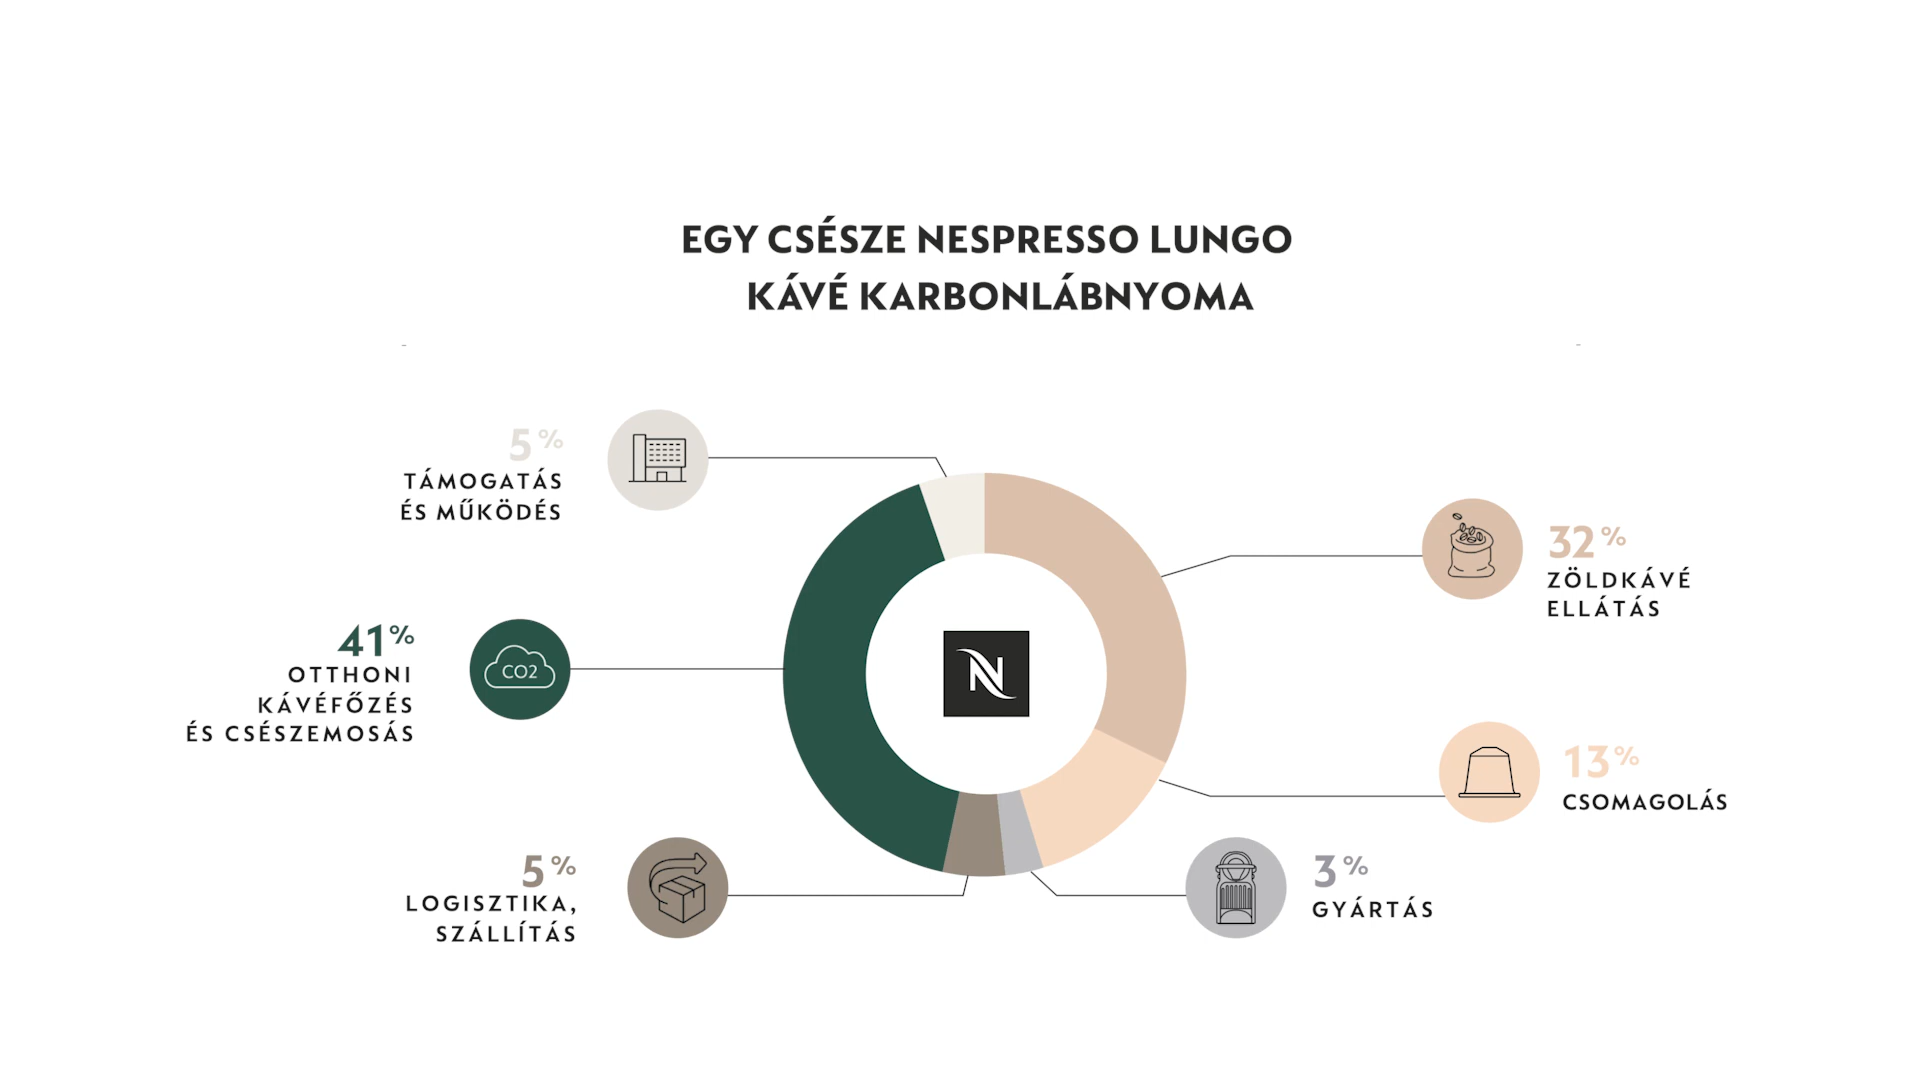 EGY CSÉSZE NESPRESSO LUNGO
KÁVÉ KARBONLÁBNYOMA
5%
TÁMOGATÁS
ÉS MŰKÖDÉS
32%
ZÖLDKÁVÉ
ELLÁTÁS
41%
OTTHONI
KÁVÉFŐZÉS
ÉS CSÉSZEMOSÁS
CO2
N
13%
CSOMAGOLÁS
5%
LOGISZTIKA,
SZÁLLÍTÁS
3%
GYÁRTÁS